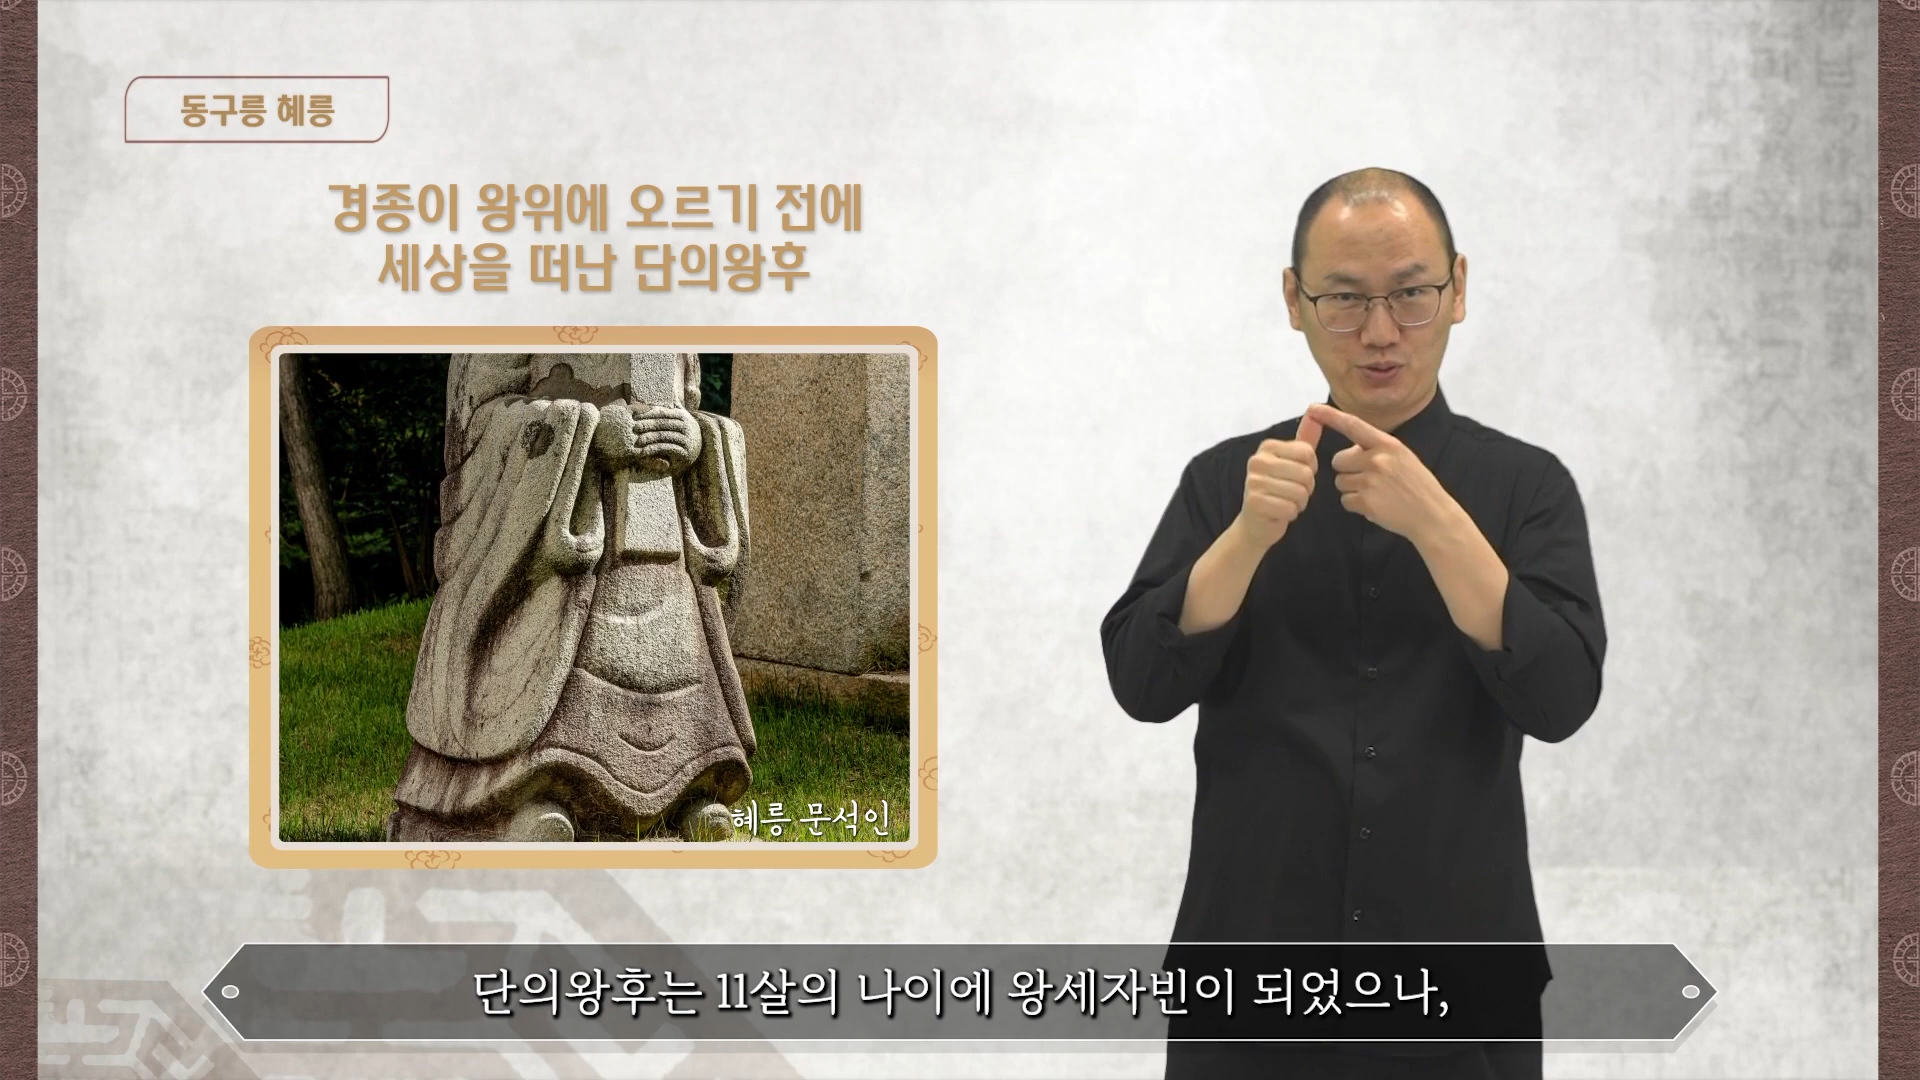 동구릉 혜릉
경종이 왕위에 오르기 전에
세상을 떠난 단의왕후
혜릉 문석인
단의왕후는 11살의 나이에 왕세자빈이 되었으나,